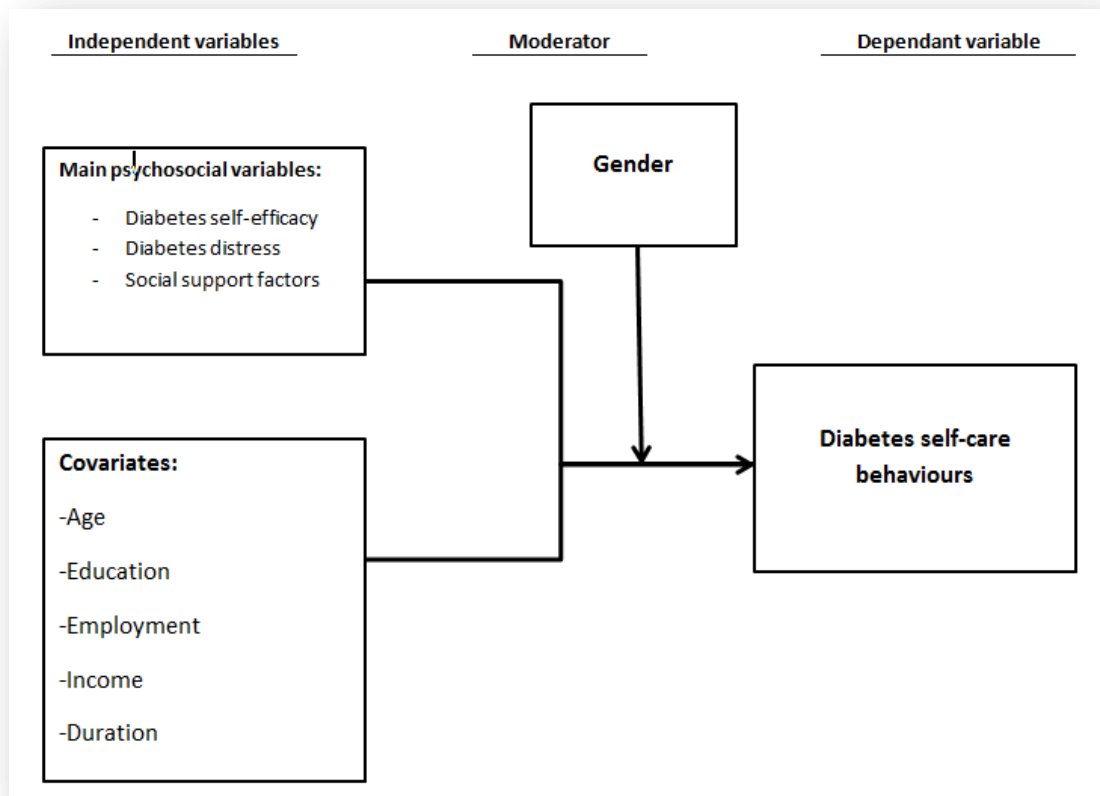 Independent variables
Moderator
Dependant variable
Main psychosocial variables:
- Diabetes self-efficacy
- Diabetes distress
- Social support factors
Gender
Covariates:
-Age
-Education
-Employment
-Income
-Duration
Diabetes self-care
behaviours